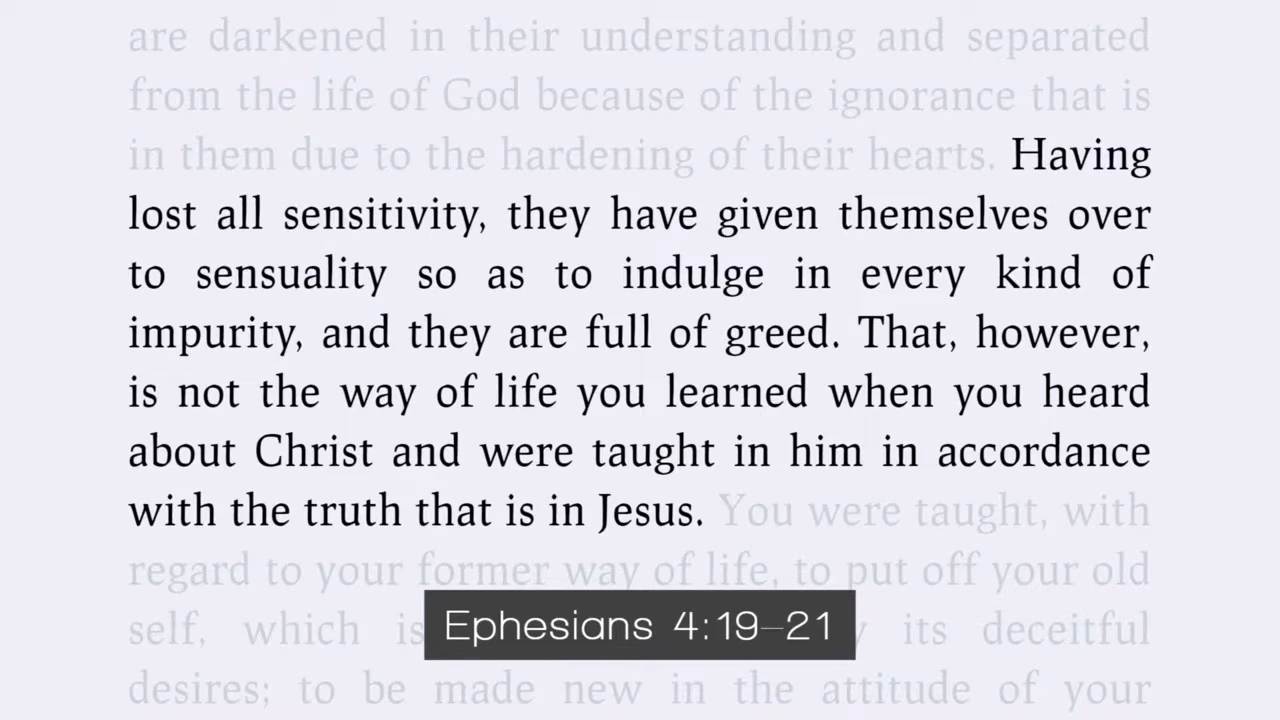 are darkened in their understanding and separated
from the life of God because of the ignorance that is
in them due to the hardening of their hearts. Having
lost all sensitivity, they have given themselves over
to sensuality so as to indulge in every kind of
impurity, and they are full of greed. That, however,
is not the way of life you learned when you heard
about Christ and were taught in him in accordance
with the truth that is in Jesus. You were taught, with
regard to your former way of life, to put off your old
self, which is its deceitful
Ephesians 4:19–21
desires; to be made new in the attitude of your